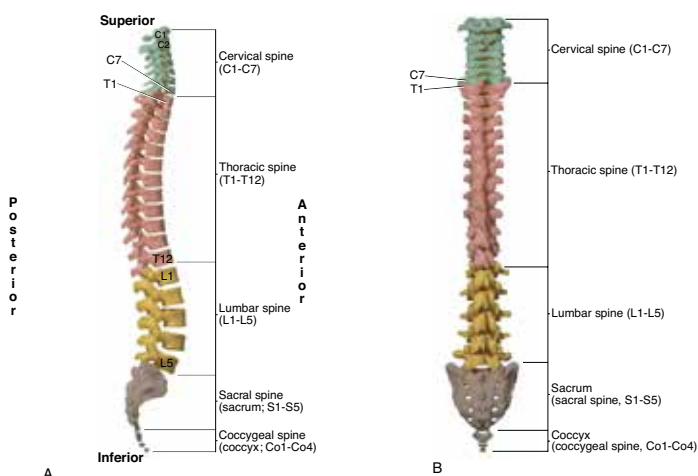 Superior
C1
C2
C7
T1
Cervical spine
(C1-C7)
Thoracic spine
(T1-T12)
T12
L1
Lumbar spine
(L1-L5)
L5
Sacral spine
(sacrum; S1-S5)
Coccygeal spine
(coccyx; Co1-Co4)
Inferior
Posterior
Anterior
A
C7
T1
Cervical spine (C1-C7)
Thoracic spine (T1-T12)
Lumbar spine (L1-L5)
Sacrum
(sacral spine, S1-S5)
Coccyx
(coccygeal spine, Co1-Co4)
B